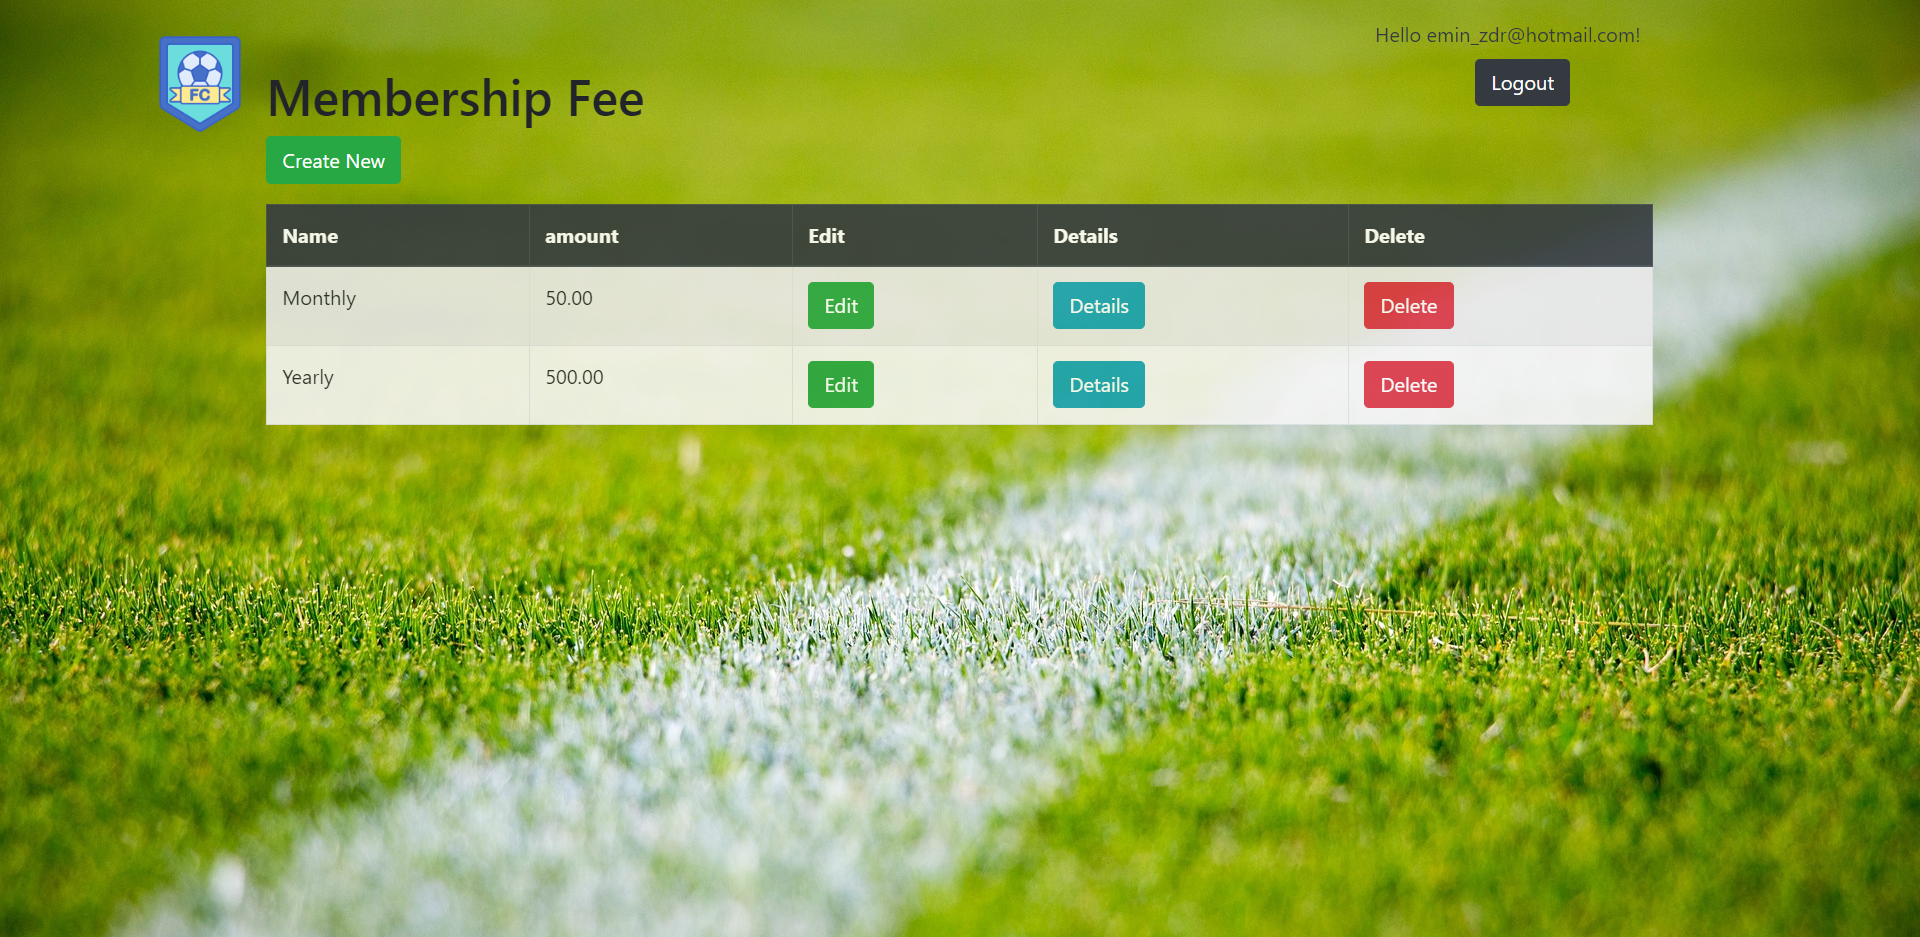 Hello emin_zdr@hotmail.com!
Logout
FC
Membership Fee
Create New
Name amount Edit Details Delete
Monthly 50.00 Edit Details Delete
Yearly 500.00 Edit Details Delete